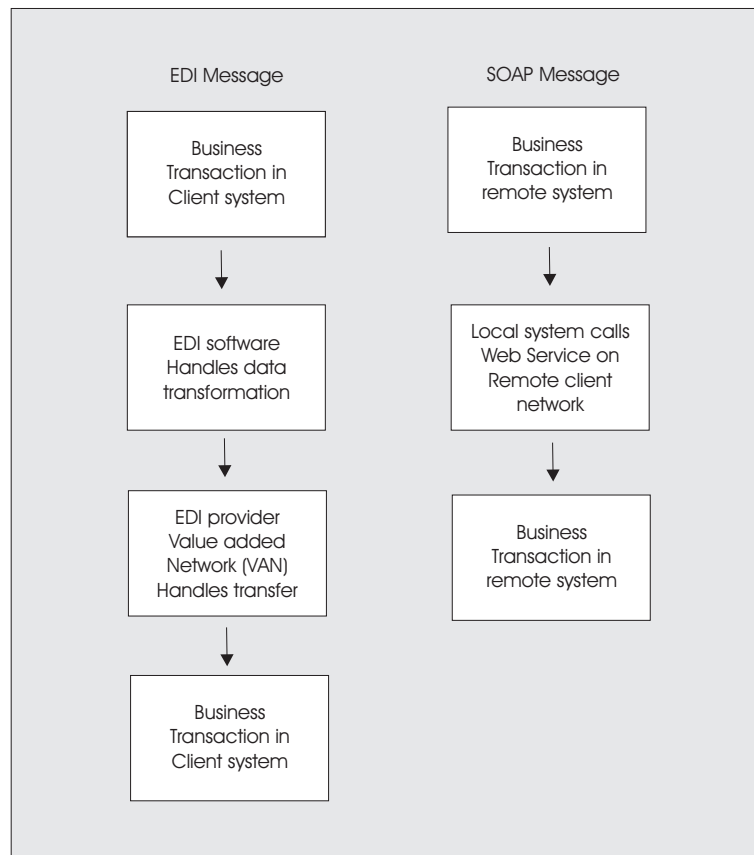 EDI Message
Business
Transaction in
Client system
EDI software
Handles data
transformation
EDI provider
Value added
Network (VAN)
Handles transfer
Business
Transaction in
Client system
SOAP Message
Business
Transaction in
remote system
Local system calls
Web Service on
Remote client
network
Business
Transaction in
remote system